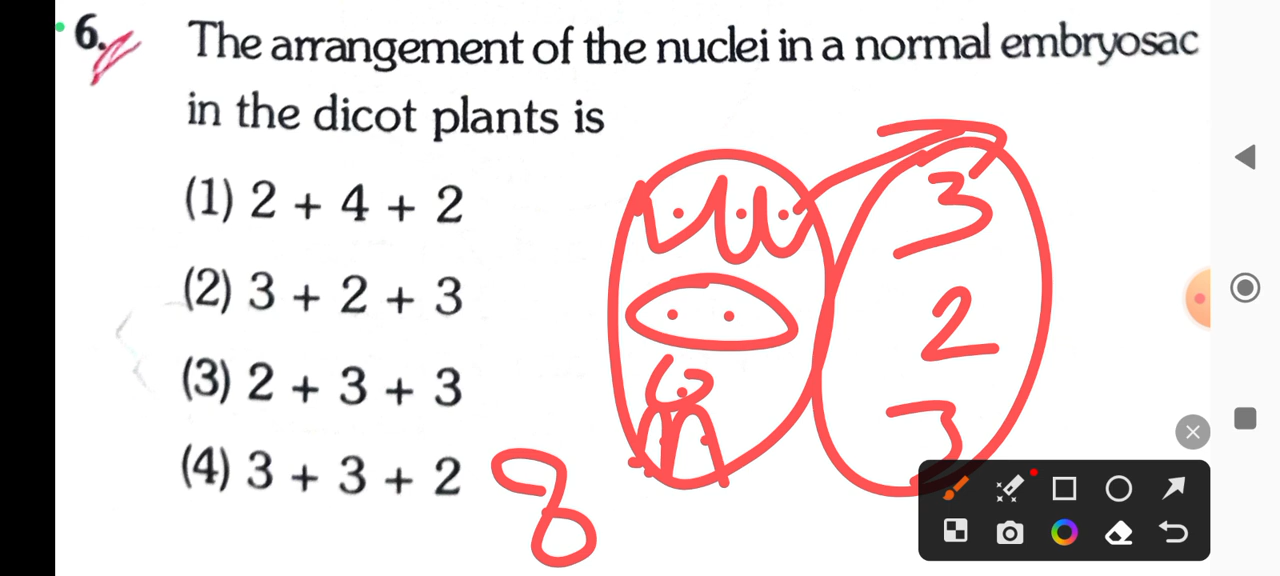 6. The arrangement of the nuclei in a normal embryosac
in the dicot plants is
(1) 2 + 4 + 2
(2) 3 + 2 + 3
(3) 2 + 3 + 3
(4) 3 + 3 + 2
3
2
3
8